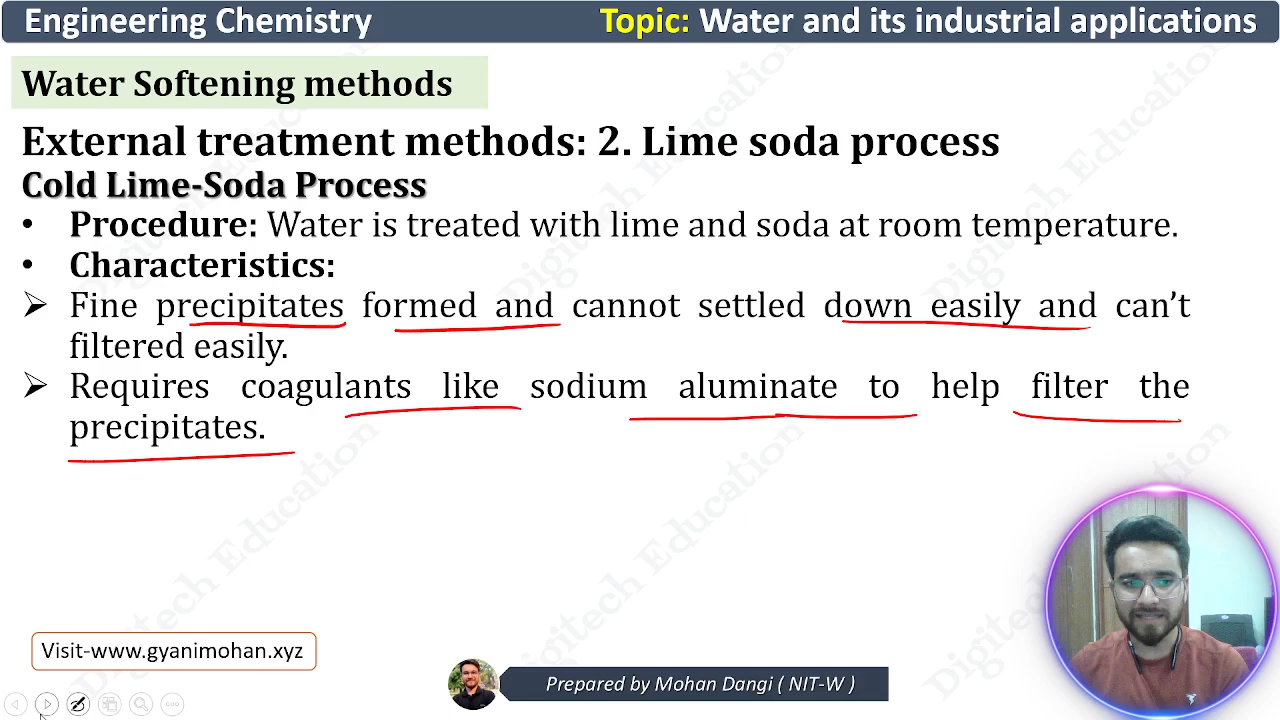 Engineering Chemistry
Topic: Water and its industrial applications
Water Softening methods
External treatment methods: 2. Lime soda process
Cold Lime-Soda Process
• Procedure: Water is treated with lime and soda at room temperature.
• Characteristics:
➢ Fine precipitates formed and cannot settled down easily and can’t
filtered easily.
➢ Requires coagulants like sodium aluminate to help filter the
precipitates.
Digitech Education
Visit-www.gyanimohan.xyz
Prepared by Mohan Dangi ( NIT-W )